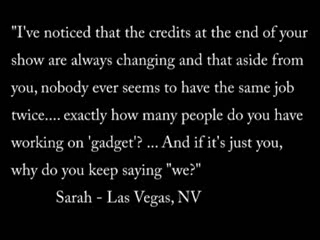 "I've noticed that the credits at the end of your
show are always changing and that aside from
you, nobody ever seems to have the same job
twice.... exactly how many people do you have
working on 'gadget'? ... And if it's just you,
why do you keep saying "we?"
Sarah - Las Vegas, NV